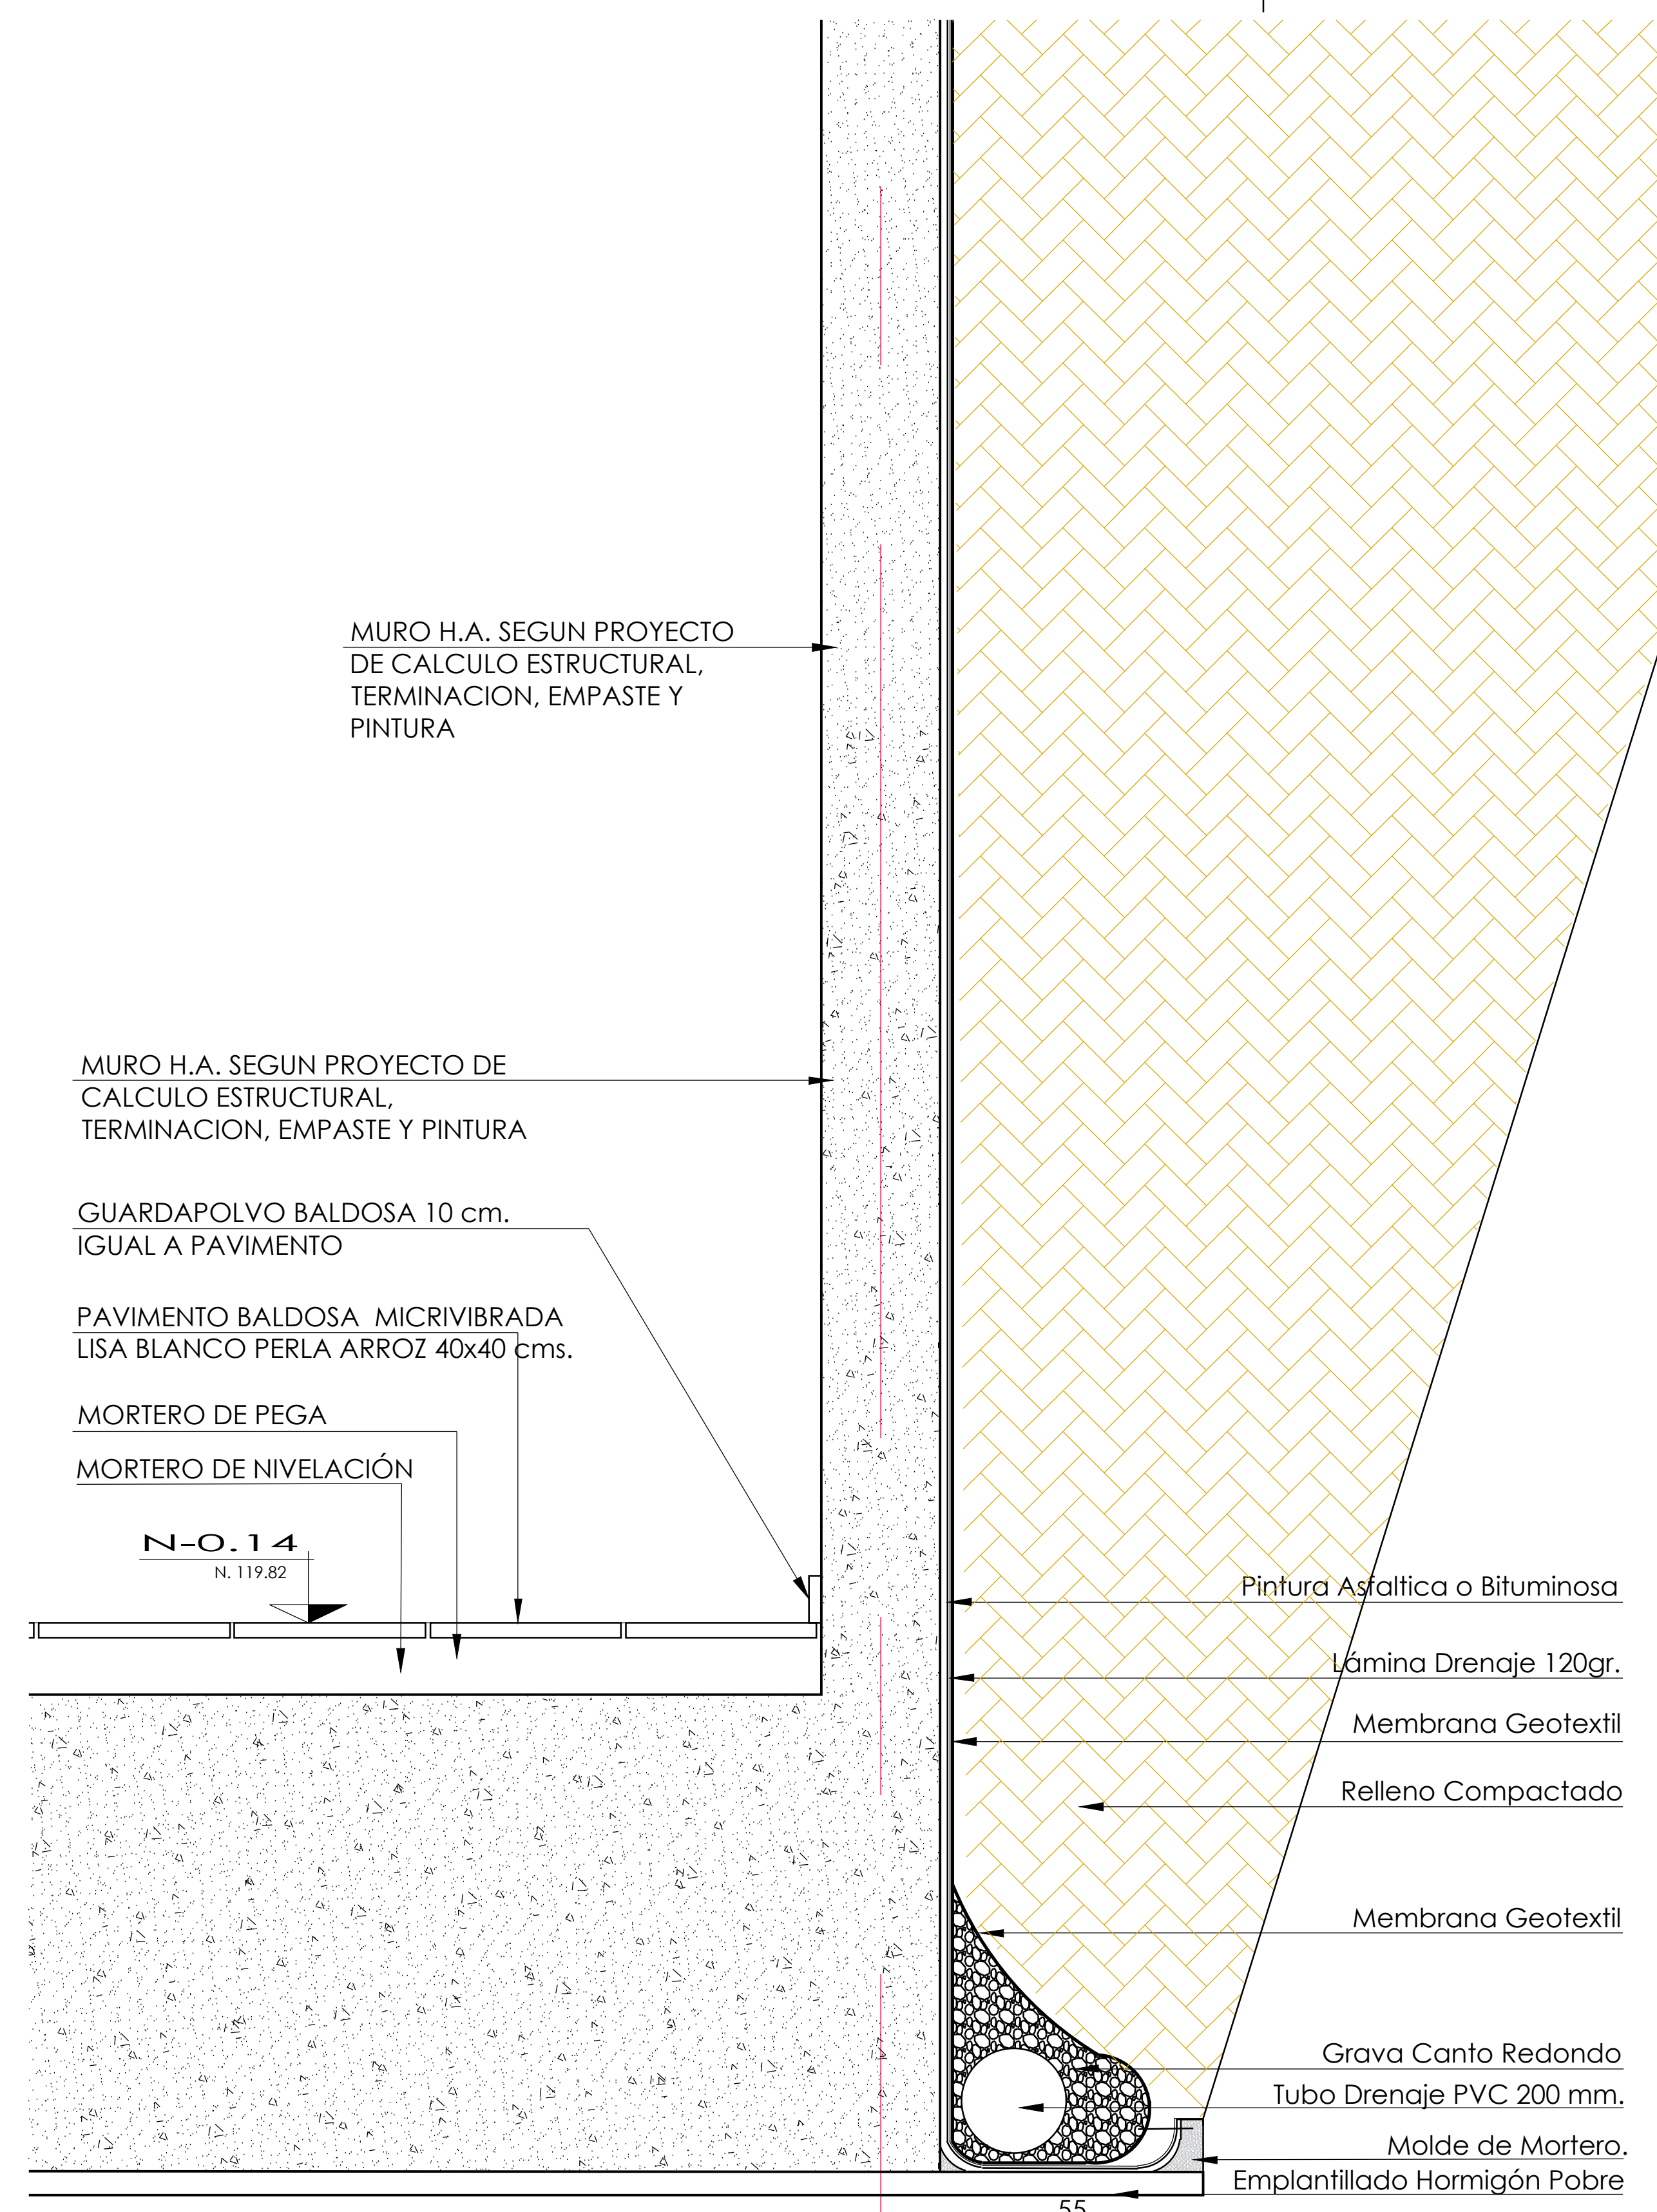 MURO H.A. SEGUN PROYECTO
DE CALCULO ESTRUCTURAL,
TERMINACION, EMPASTE Y
PINTURA
MURO H.A. SEGUN PROYECTO DE
CALCULO ESTRUCTURAL,
TERMINACION, EMPASTE Y PINTURA
GUARDAPOLVO BALDOSA 10 cm.
IGUAL A PAVIMENTO
PAVIMENTO BALDOSA MICRIVIBRADA
LISA BLANCO PERLA ARROZ 40x40 cms.
MORTERO DE PEGA
MORTERO DE NIVELACIÓN
N-0.14
N. 119.82
Pintura Asfaltica o Bituminosa
Lámina Drenaje 120gr.
Membrana Geotextil
Relleno Compactado
Membrana Geotextil
Grava Canto Redondo
Tubo Drenaje PVC 200 mm.
Molde de Mortero.
Emplantillado Hormigón Pobre
55